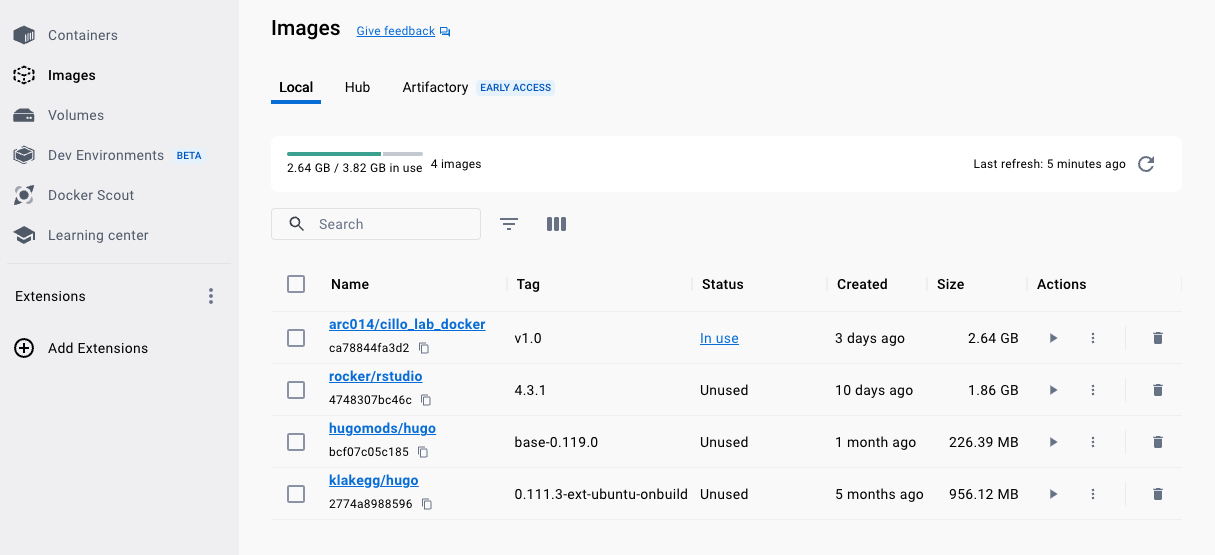 Containers
Images
Volumes
Dev Environments BETA
Docker Scout
Learning center
Extensions
Add Extensions
Images Give feedback
Local Hub Artifactory EARLY ACCESS
2.64 GB / 3.82 GB in use 4 images Last refresh: 5 minutes ago
Search
Name Tag Status Created Size Actions
arc014/cillo_lab_docker
ca78844fa3d2
v1.0 In use 3 days ago 2.64 GB
rocker/rstudio
4748307bc46c
4.3.1 Unused 10 days ago 1.86 GB
hugomods/hugo
bcf07c05c185
base-0.119.0 Unused 1 month ago 226.39 MB
klakegg/hugo
2774a8988596
0.111.3-ext-ubuntu-onbuild Unused 5 months ago 956.12 MB